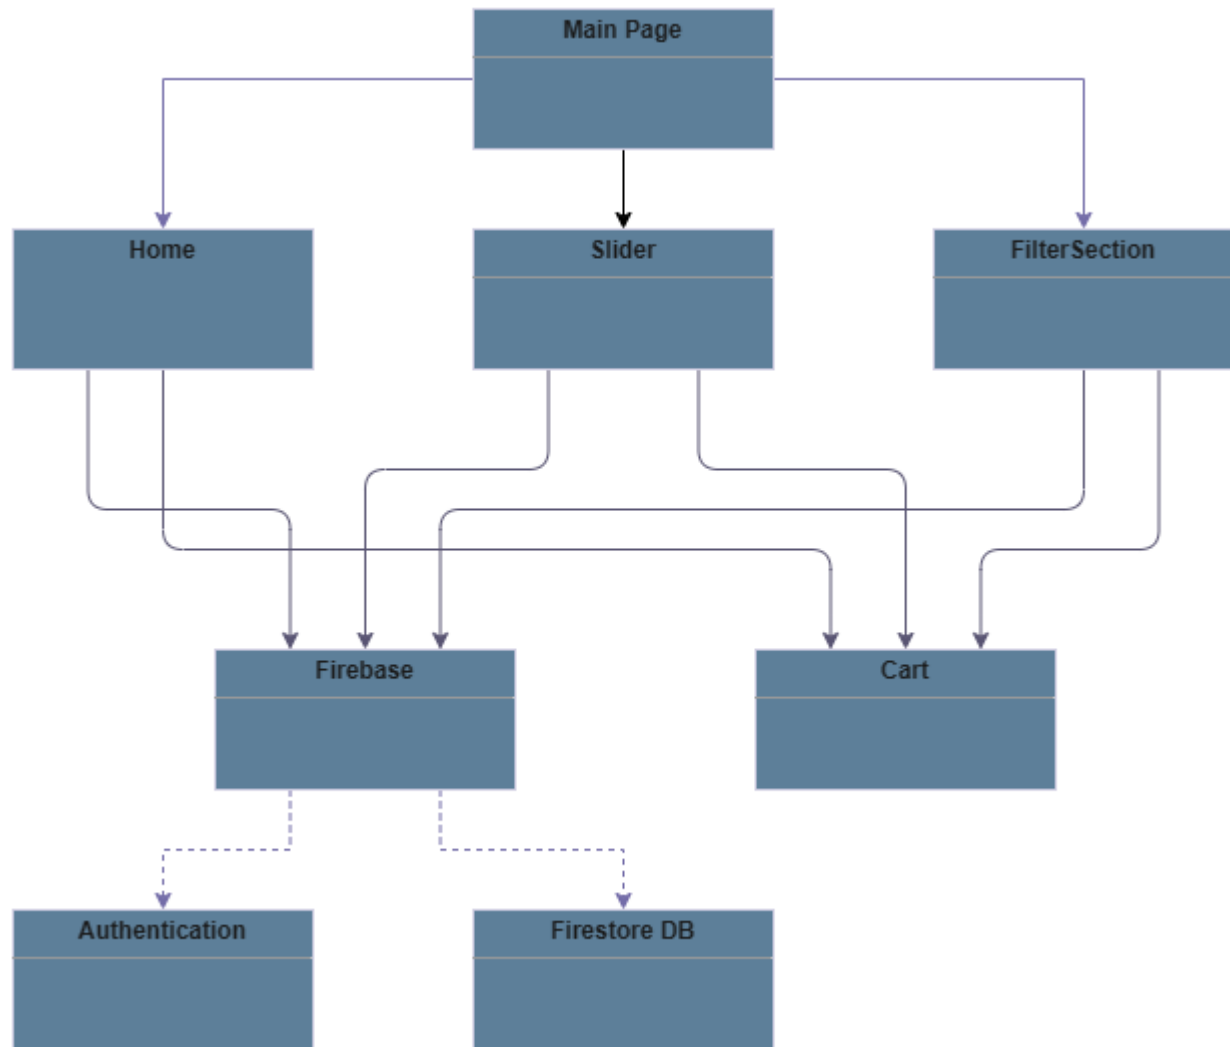 Main Page
Home
Slider
FilterSection
Firebase
Cart
Authentication
Firestore DB